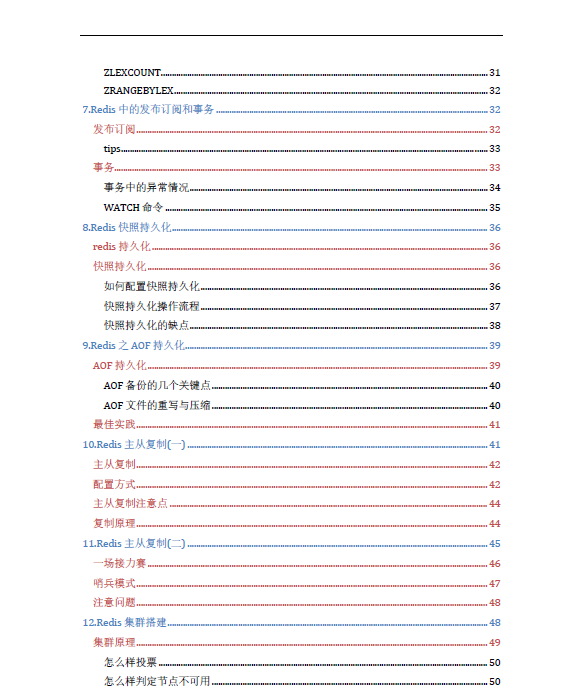 ZLEXCOUNT 31
ZRANGEBYLEX 32
7.Redis 中的发布订阅和事务 32
发布订阅 32
tips 33
事务 33
事务中的异常情况 34
WATCH 命令 35
8.Redis 快照持久化 36
redis 持久化 36
快照持久化 36
如何配置快照持久化 36
快照持久化操作流程 37
快照持久化的缺点 38
9.Redis 之 AOF 持久化 39
AOF 持久化 39
AOF 备份的几个关键点 40
AOF 文件的重写与压缩 40
最佳实践 41
10.Redis 主从复制(一) 41
主从复制 42
配置方式 42
主从复制注意点 44
复制原理 44
11.Redis 主从复制(二) 45
一场接力赛 46
哨兵模式 47
注意问题 48
12.Redis 集群搭建 48
集群原理 49
怎么样投票 50
怎么样判定节点不可用 50